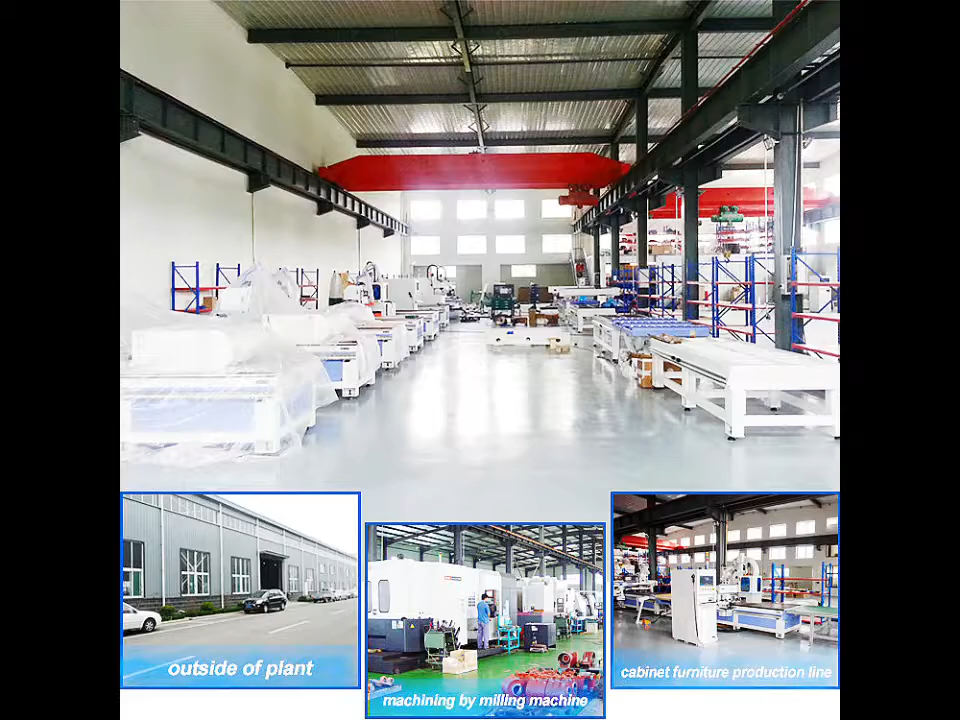 outside of plant
machining by milling machine
cabinet furniture production line